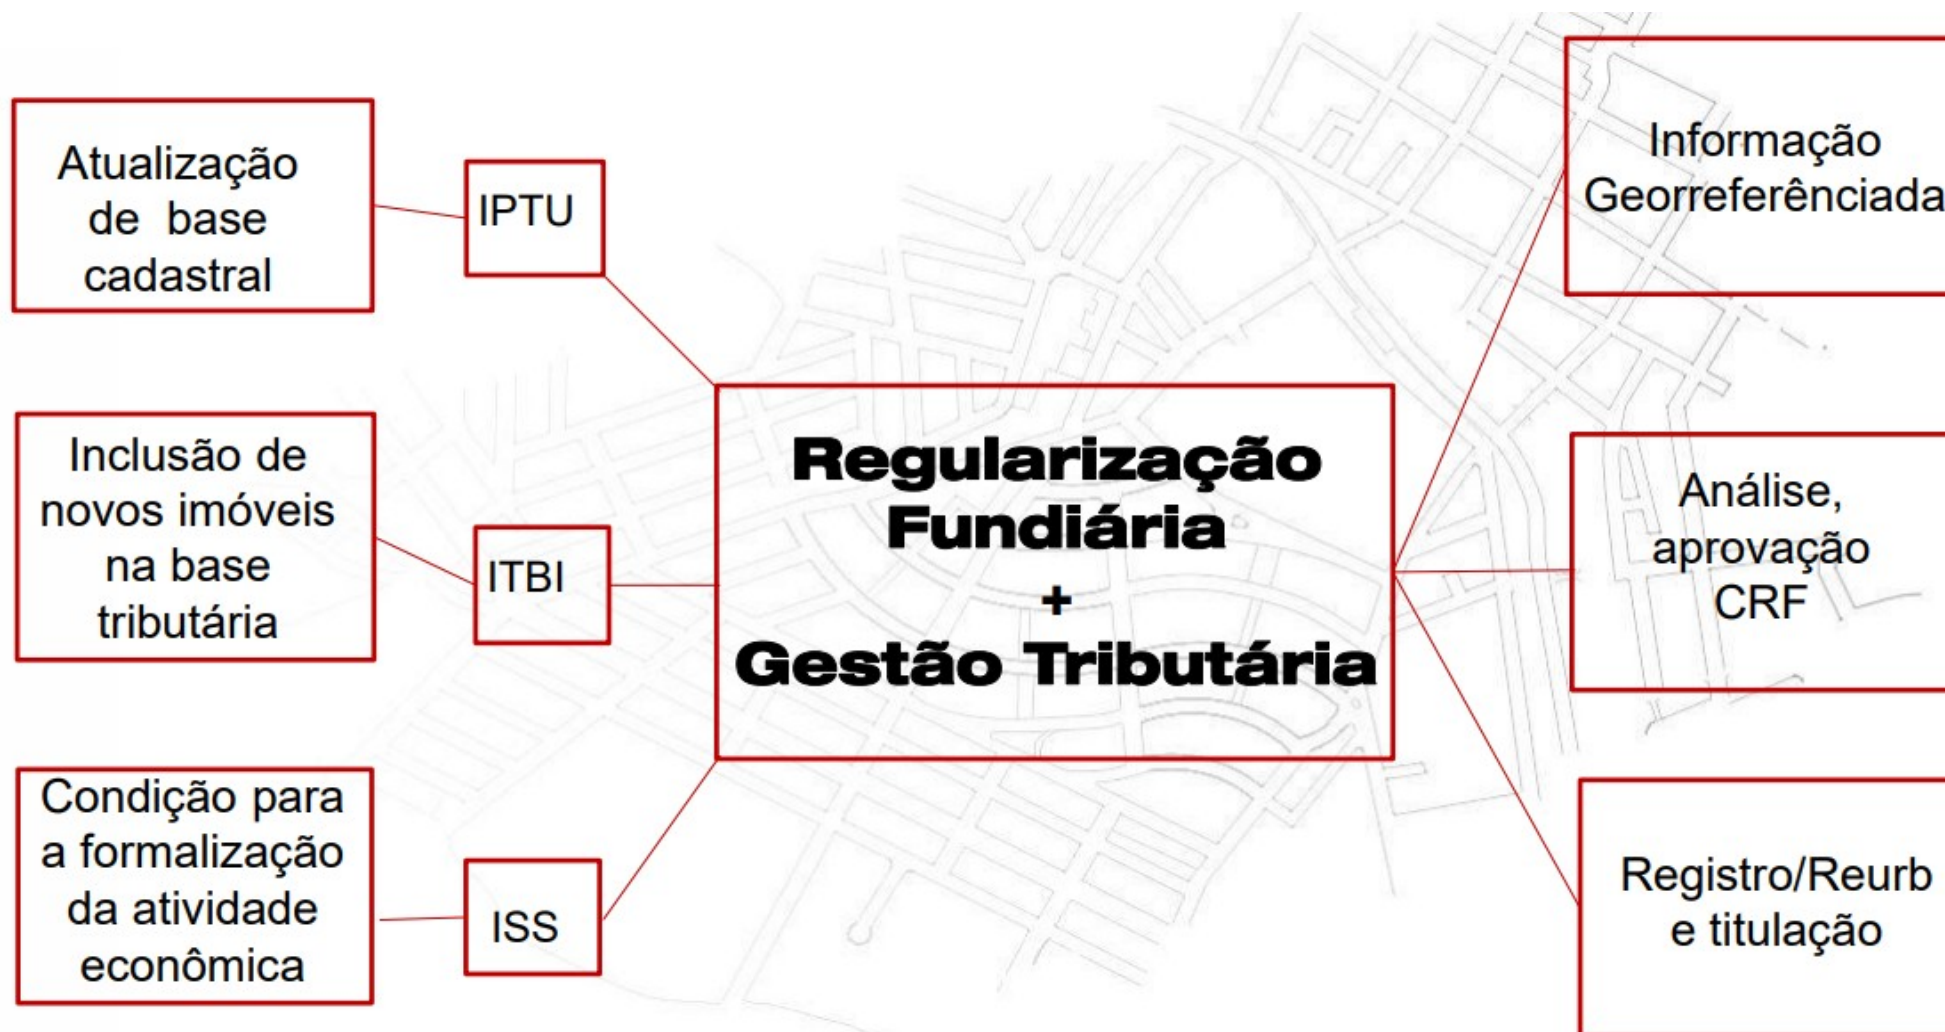 Atualização
de base
cadastral
IPTU
Inclusão de
novos imóveis
na base
tributária
ITBI
Condição para
a formalização
da atividade
econômica
ISS
Regularização
Fundiária
+
Gestão Tributária
Informação
Georreferênciada
Análise,
aprovação
CRF
Registro/Reurb
e titulação